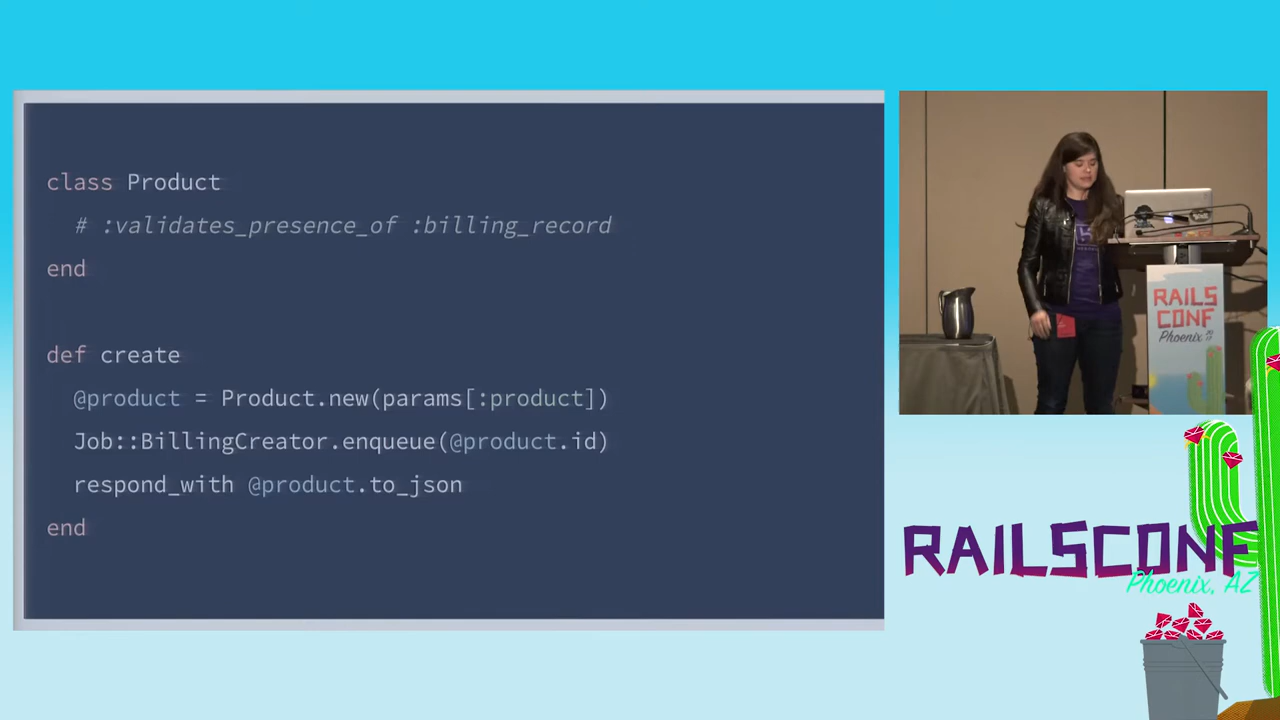 class Product
  # :validates_presence_of :billing_record
end
def create
  @product = Product.new(params[:product])
  Job::BillingCreator.enqueue(@product.id)
  respond_with @product.to_json
end
RAILS
CONF
Phoenix
RAILSCONF
Phoenix, AZ